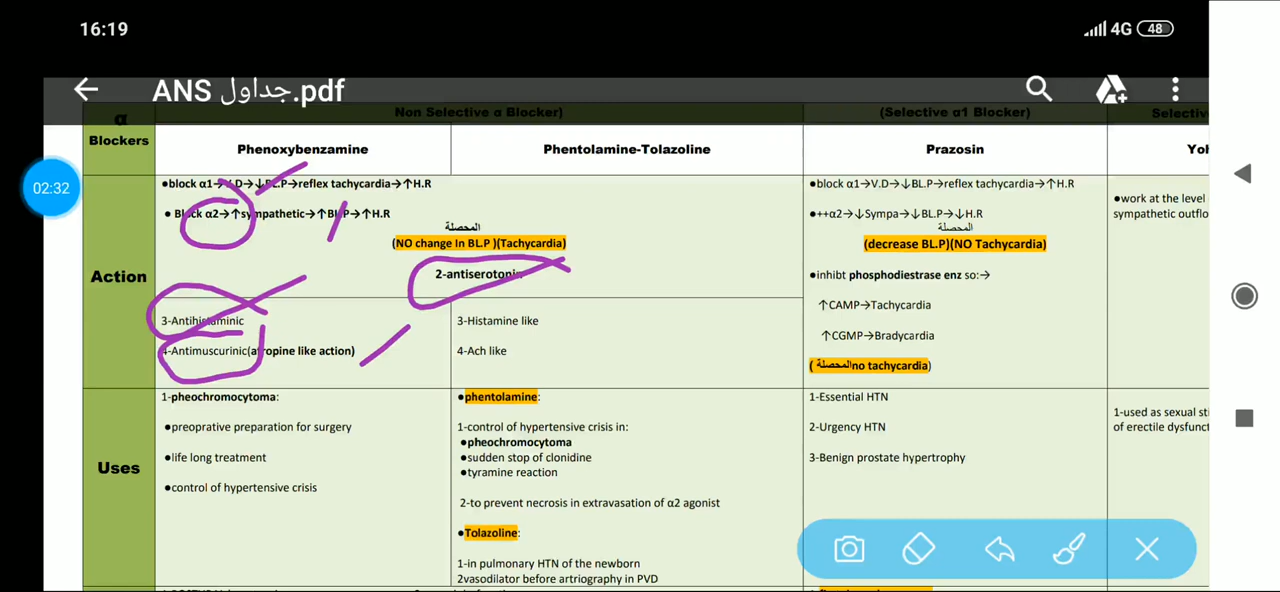 16:19
4G 48
ANS جداول.pdf
02:32
α
Blockers
Non Selective α Blocker)
(Selective α1 Blocker)
Selectiv
Phenoxybenzamine
Phentolamine-Tolazoline
Prazosin
Yol
Action
●block α1→V.D→↓BL.P→reflex tachycardia→↑H.R
● Block α2→↑sympathetic→↑BL.P→↑H.R
المحصلة
(NO change In BL.P )(Tachycardia)
2-antiserotonin
3-Antihistaminic
4-Antimuscurinic(atropine like action)
3-Histamine like
4-Ach like
●block α1→V.D→↓BL.P→reflex tachycardia→↑H.R
●++α2→↓Sympa→↓BL.P→↓H.R
المحصلة
(decrease BL.P)(NO Tachycardia)
●inhibt phosphodiestrase enz so:→
↑CAMP→Tachycardia
↑CGMP→Bradycardia
( المحصلةno tachycardia)
●work at the level
sympathetic outflo
Uses
1-pheochromocytoma:
●preoprative preparation for surgery
●life long treatment
●control of hypertensive crisis
●phentolamine:
1-control of hypertensive crisis in:
●pheochromocytoma
●sudden stop of clonidine
●tyramine reaction
2-to prevent necrosis in extravasation of α2 agonist
●Tolazoline:
1-in pulmonary HTN of the newborn
2vasodilator before artriography in PVD
1-Essential HTN
2-Urgency HTN
3-Benign prostate hypertrophy
1-used as sexual sti
of erectile dysfunct